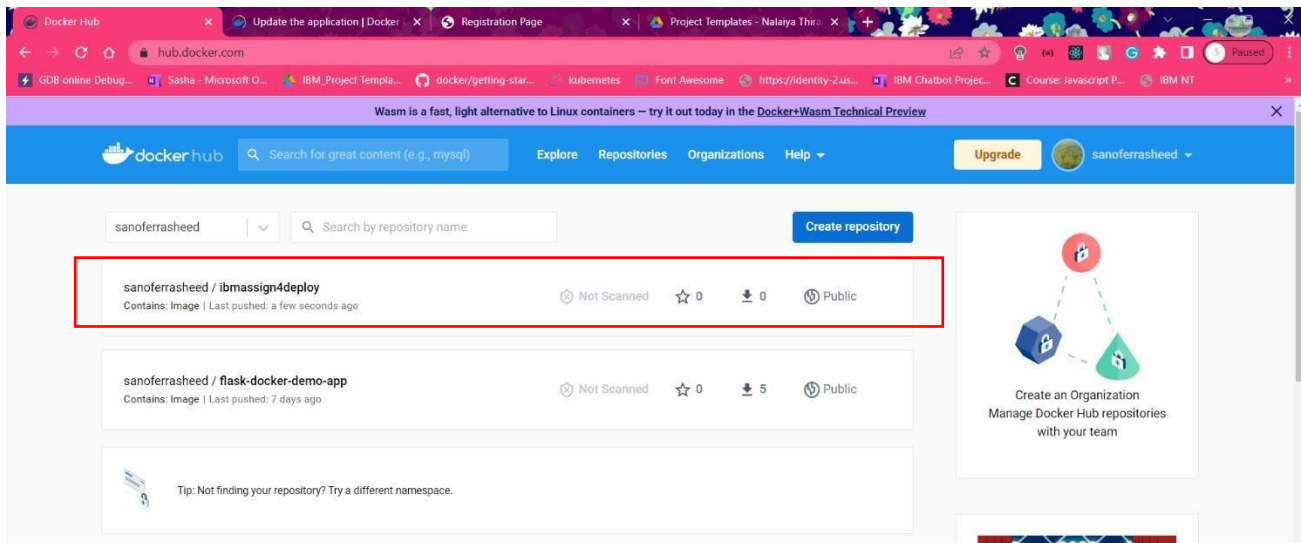 Docker Hub
Update the application | Docker
Registration Page
Project Templates - Nalaiya Thira
hub.docker.com
Paused
GDB online Debug...
Sasha - Microsoft O...
IBM_Project Templa...
docker/getting-star...
kubernetes
Font Awesome
https://identity-2.us...
IBM Chatbot Projec...
Course: Javascript P...
IBM NT
»
Wasm is a fast, light alternative to Linux containers — try it out today in the Docker+Wasm Technical Preview
dockerhub
Search for great content (e.g., mysql)
Explore
Repositories
Organizations
Help
Upgrade
sanoferrasheed
sanoferrasheed
Search by repository name
Create repository
sanoferrasheed / ibmassign4deploy
Contains: Image | Last pushed: a few seconds ago
Not Scanned
0
0
Public
sanoferrasheed / flask-docker-demo-app
Contains: Image | Last pushed: 7 days ago
Not Scanned
0
5
Public
Create an Organization
Manage Docker Hub repositories
with your team
Tip: Not finding your repository? Try a different namespace.